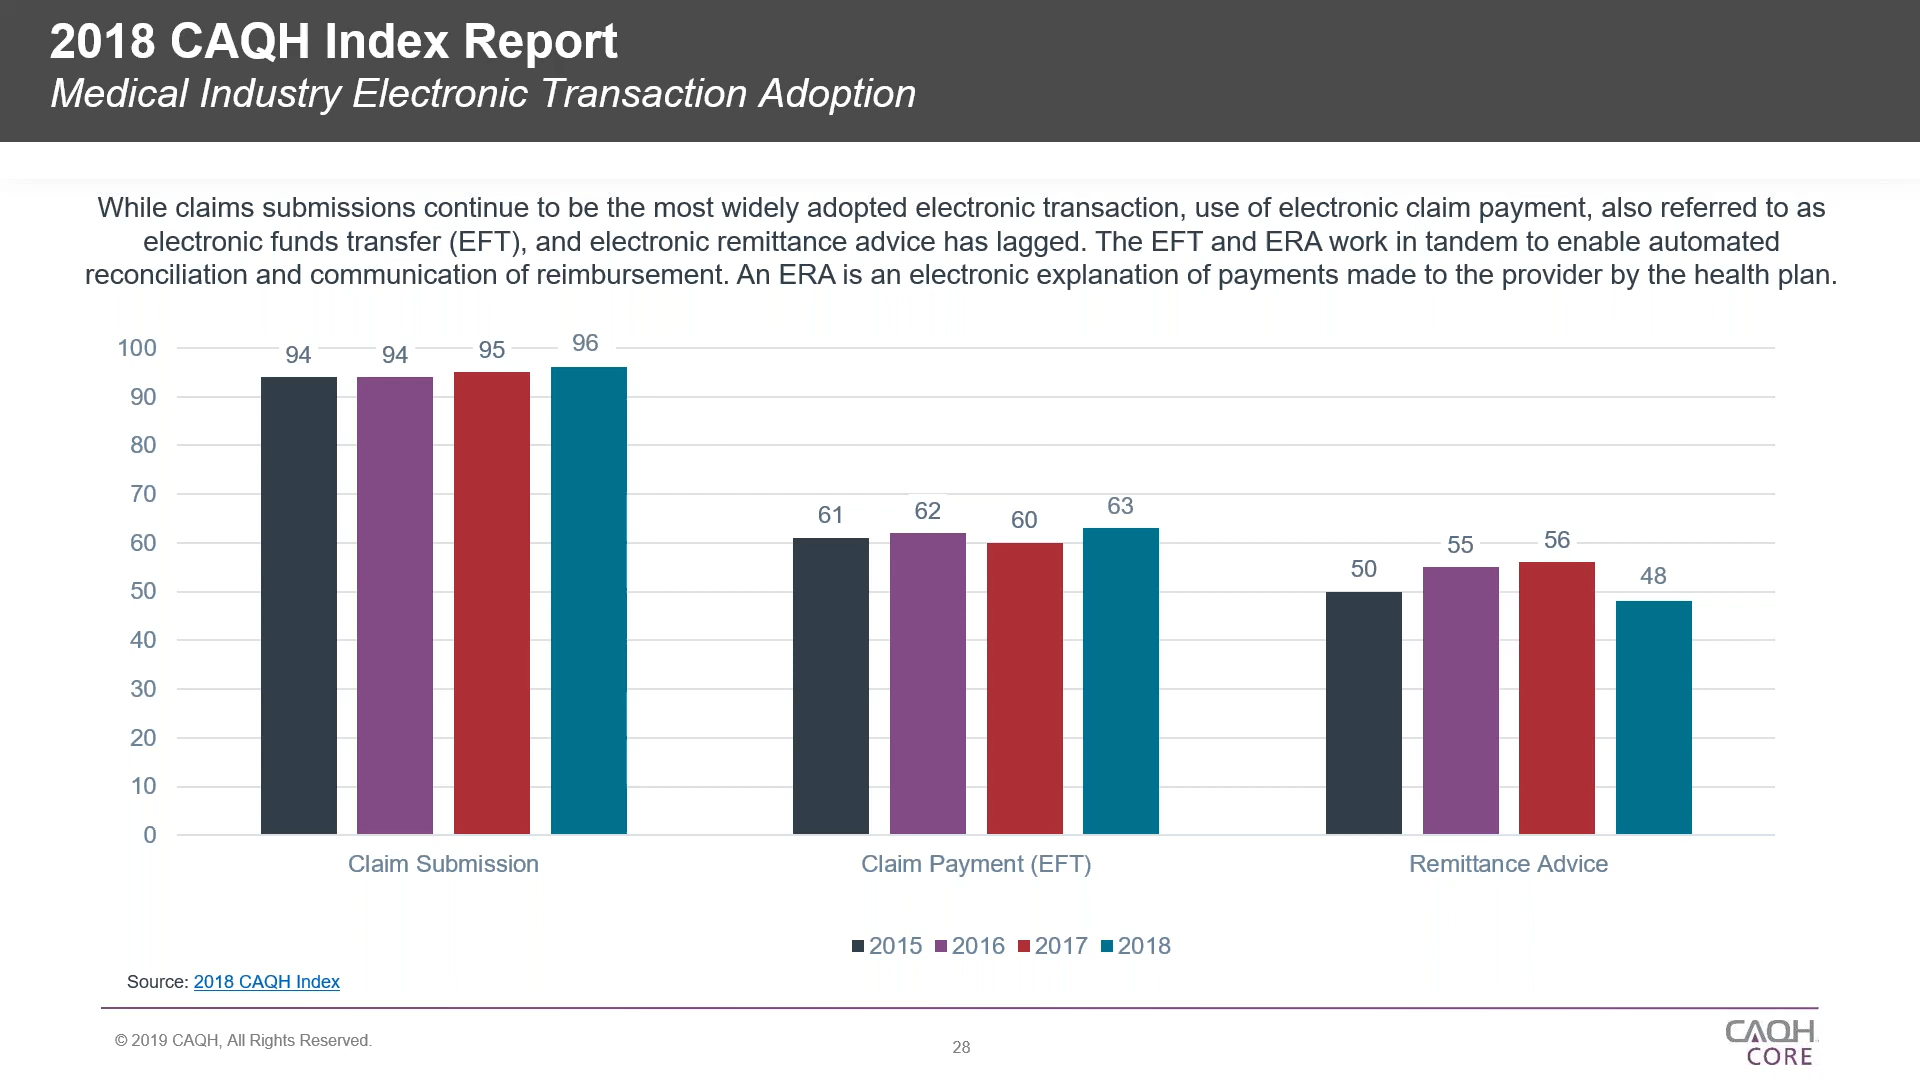 2018 CAQH Index Report
Medical Industry Electronic Transaction Adoption
While claims submissions continue to be the most widely adopted electronic transaction, use of electronic claim payment, also referred to as
electronic funds transfer (EFT), and electronic remittance advice has lagged. The EFT and ERA work in tandem to enable automated
reconciliation and communication of reimbursement. An ERA is an electronic explanation of payments made to the provider by the health plan.
100
90
80
70
60
50
40
30
20
10
0
94 94 95 96
61 62 60 63
50 55 56 48
Claim Submission Claim Payment (EFT) Remittance Advice
2015 2016 2017 2018
Source: 2018 CAQH Index
© 2019 CAQH, All Rights Reserved.
28
CAQH
CORE